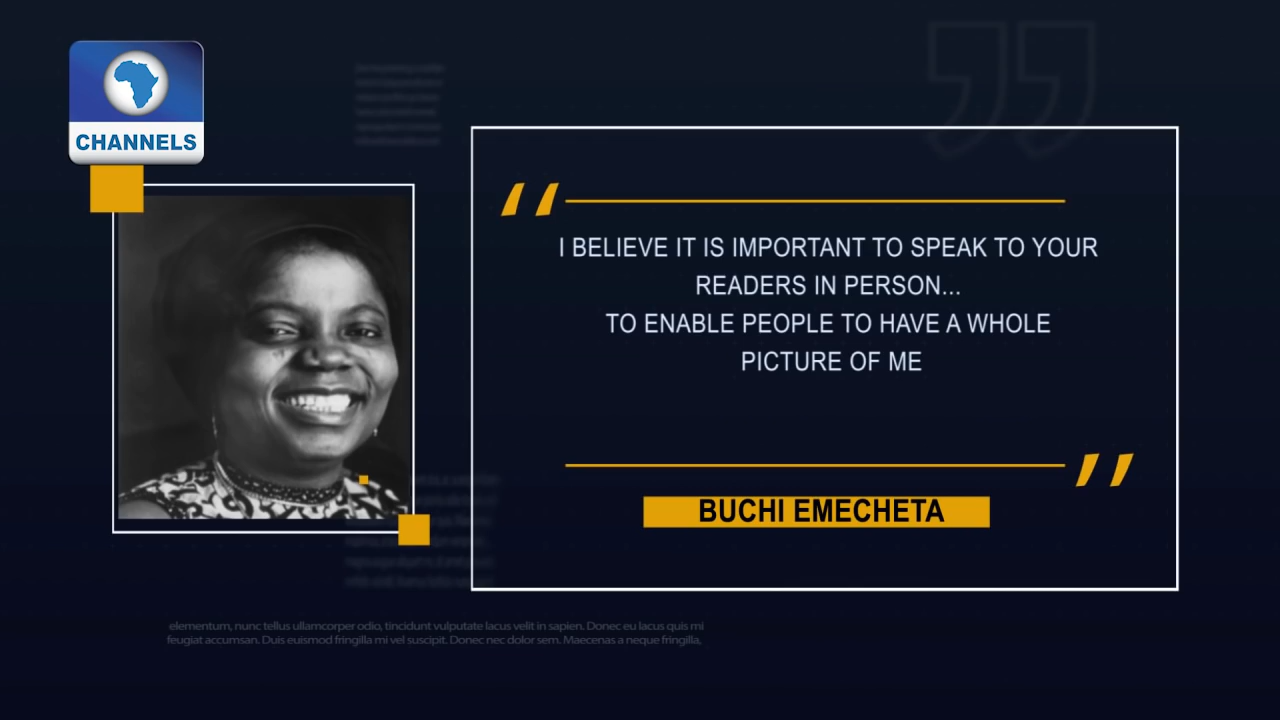 CHANNELS
I BELIEVE IT IS IMPORTANT TO SPEAK TO YOUR
READERS IN PERSON...
TO ENABLE PEOPLE TO HAVE A WHOLE
PICTURE OF ME
BUCHI EMECHETA
elementum, nunc tellus ullamcorper odio, tincidunt vulputate lacus velit in sapien. Donec eu lacus quis mi
feugiat accumsan. Duis euismod fringilla mi vel suscipit. Donec nec dolor sem. Maecenas a neque fringilla,